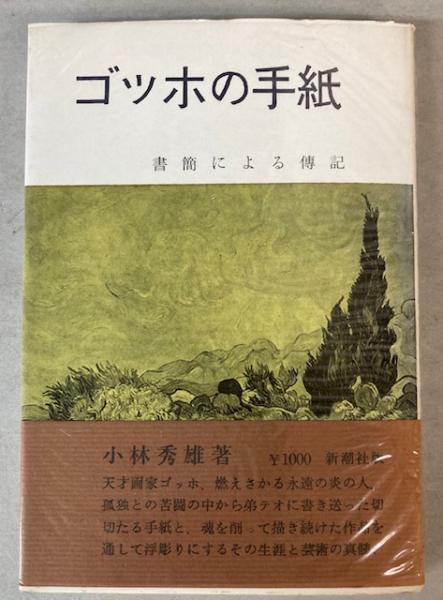 ゴッホの手紙
書簡による傳記
小林秀雄著 ¥1000 新潮社版
天才画家ゴッホ、燃えさかる永遠の炎の人。
孤独との苦闘の中から弟テオに書き送った切
切たる手紙と、魂を削って描き続けた作品を
通して浮彫りにするその生涯と芸術の真髄。